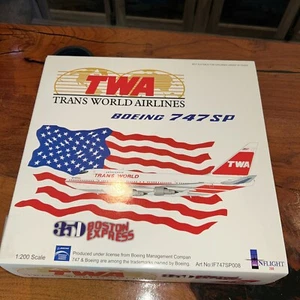 TWA
TRANS WORLD AIRLINES
BOEING 747SP
TRANS WORLD
TWA
BOSTON
EXPRESS
1:200 Scale
Produced under license from Boeing Management Compan
747 & Boeing are among the trademarks owned by Boeing.
Art.No:IF747SP008
INFLIGHT